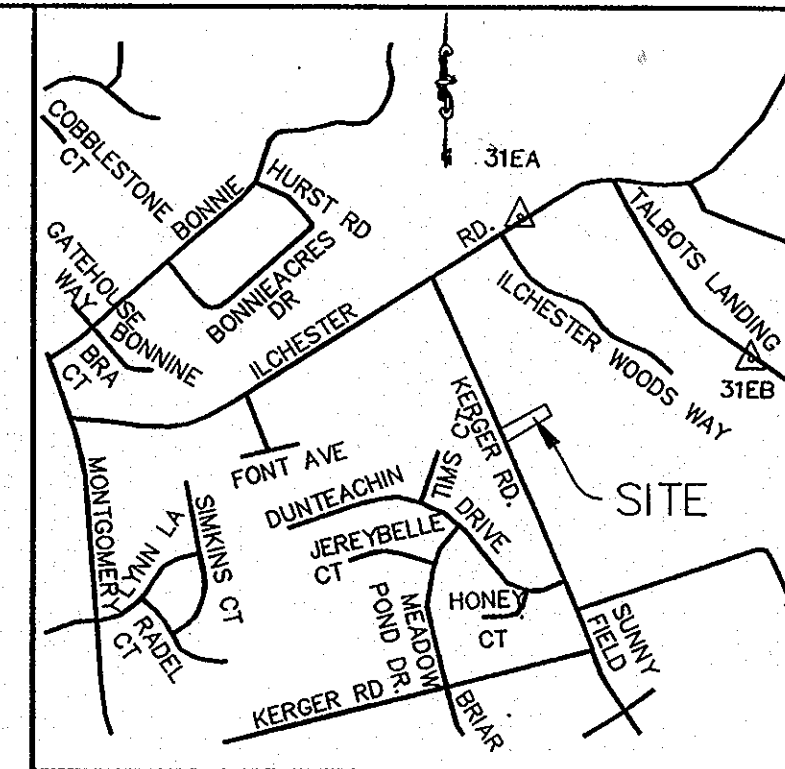 31EA
COBBLESTONE
CT
BONNIE
HURST RD
GATEHOUSE
WAY
BONNIEACRES
DR
BONNINE
BRA
CT
ILCHESTER
RD.
TALBOTS LANDING
ILCHESTER WOODS WAY
31EB
KERGER RD.
SITE
FONT AVE
TIMS CT
DUNTEACHIN
DRIVE
JEREYBELLE
CT
MONTGOMERY
LYNN LA
SIMKINS CT
RADEL
CT
HONEY
CT
MEADOW
POND DR.
SUNNY
FIELD
KERGER RD
BRIAR